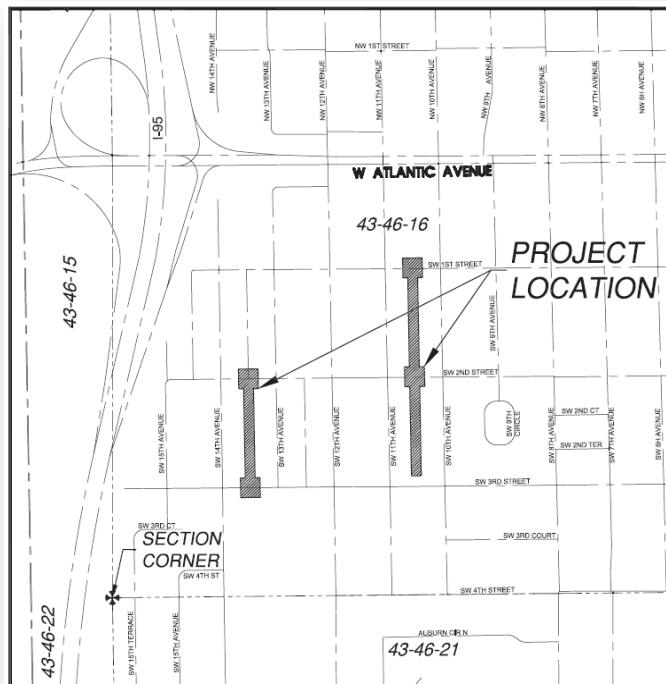 NW 1ST STREET
NW 14TH AVENUE
NW 13TH AVENUE
NW 12TH AVENUE
NW 11TH AVENUE
NW 10TH AVENUE
NW 9TH AVENUE
NW 8TH AVENUE
NW 7TH AVENUE
NW 6H AVENUE
I-95
W ATLANTIC AVENUE
43-46-16
43-46-15
PROJECT
LOCATION
SW 1ST STREET
SW 9TH AVENUE
SW 2ND STREET
SW 15TH AVENUE
SW 14TH AVENUE
SW 13TH AVENUE
SW 12TH AVENUE
SW 11TH AVENUE
SW 10TH AVENUE
SW 9TH
CIRCLE
SW 8TH AVENUE
SW 2ND CT
SW 2ND TER
SW 7TH AVENUE
SW 6H AVENUE
SW 3RD STREET
SW 3RD CT
SECTION
CORNER
SW 3RD COURT
SW 4TH ST
SW 4TH STREET
SW 15TH TERRACE
SW 15TH AVENUE
43-46-22
AUBURN CIR N
43-46-21